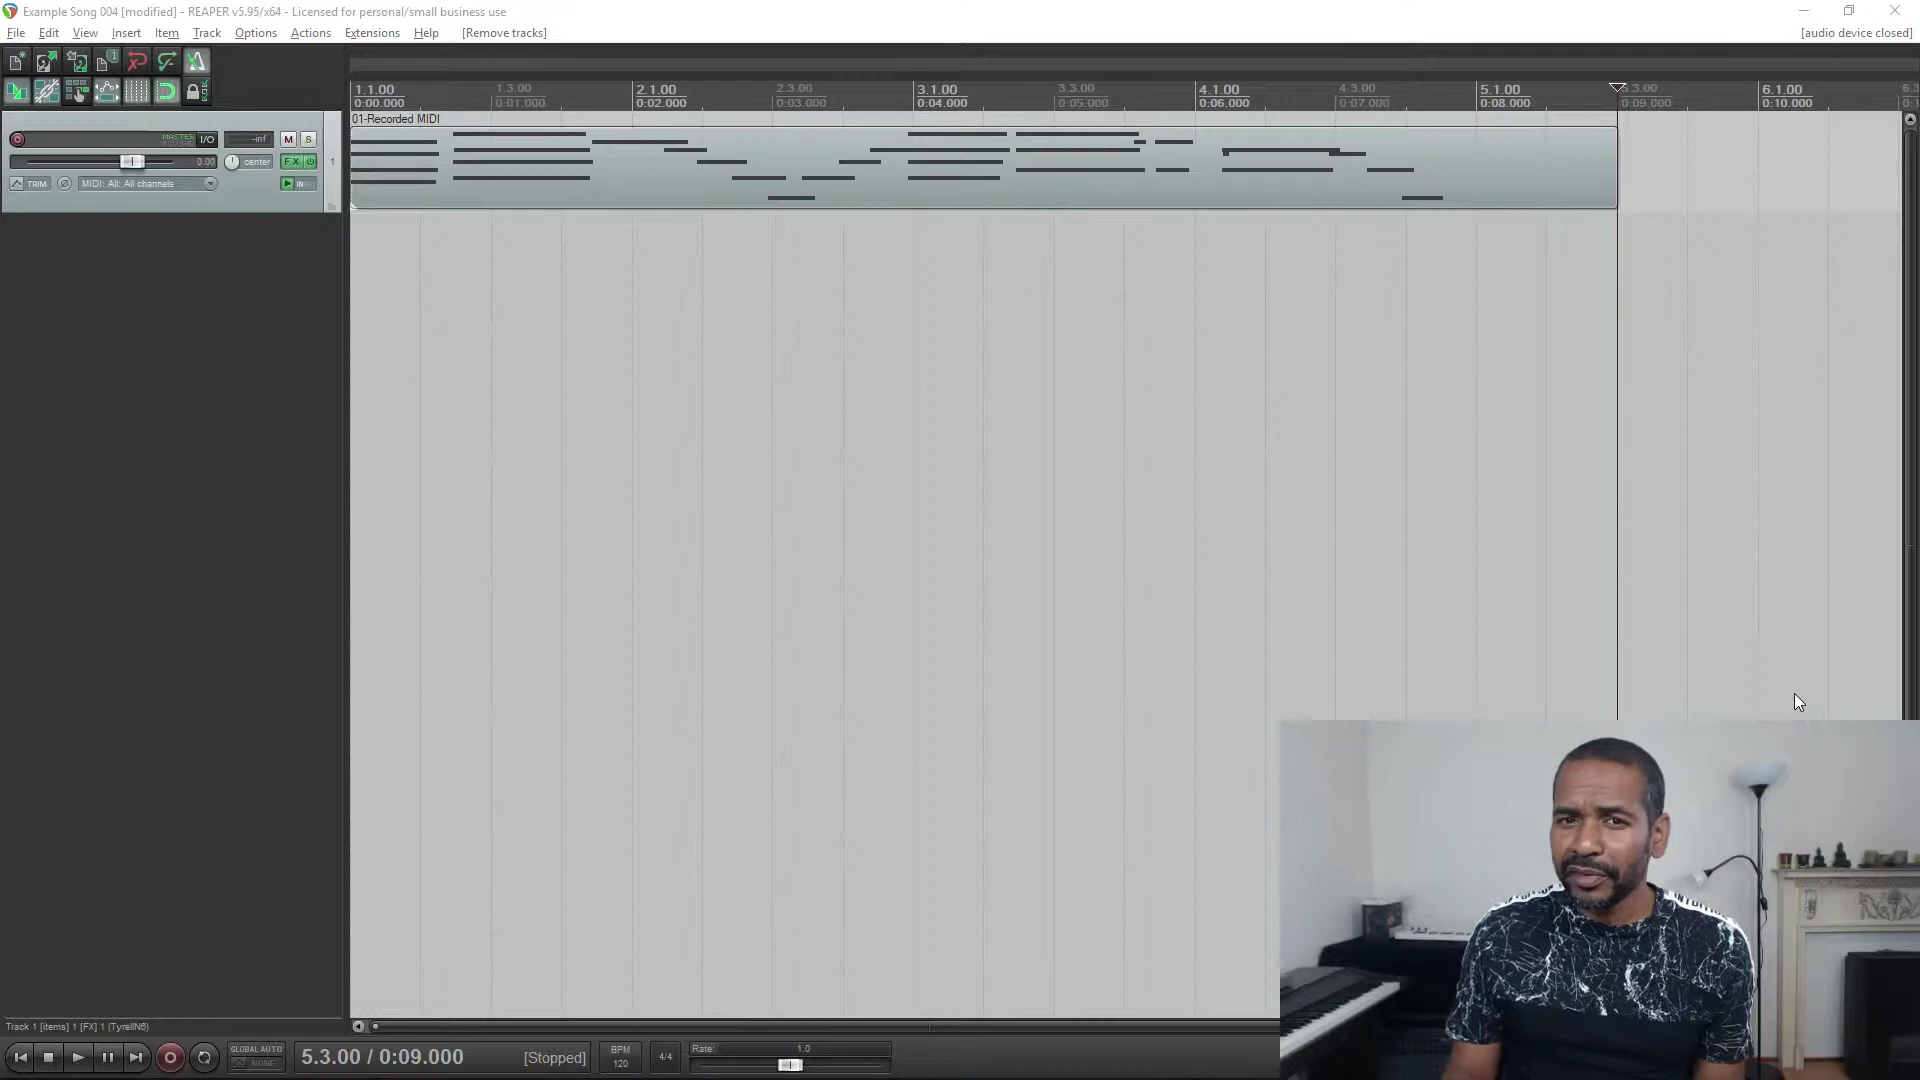 Example Song 004 [modified] - REAPER v5.95/x64 - Licensed for personal/small business use
File Edit View Insert Item Track Options Actions Extensions Help [Remove tracks] [audio device closed]
1.1.00 1.3.00 2.1.00 2.3.00 3.1.00 3.3.00 4.1.00 4.3.00 5.1.00 5.3.00 6.1.00
0:00.000 0:01.000 0:02.000 0:03.000 0:04.000 0:05.000 0:06.000 0:07.000 0:08.000 0:09.000 0:10.000
01-Recorded MIDI
MASTER I/O -inf M S
0.00 center FX 1
TRIM MIDI: All: All channels IN
Track 1 [items] 1 [FX] 1 (TyrellN6)
GLOBAL AUTO
NONE
5.3.00 / 0:09.000 [Stopped]
BPM
120
4/4
Rate: 1.0